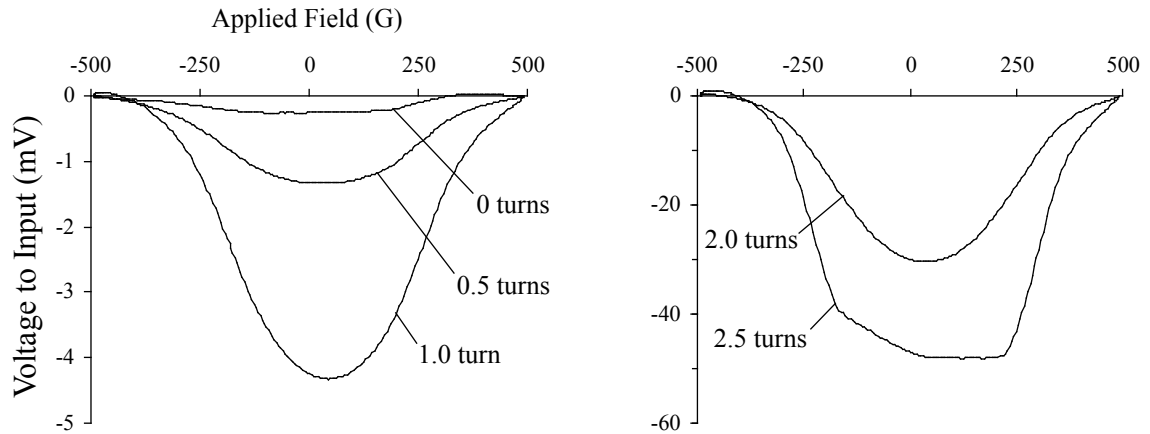 Applied Field (G)
-500 -250 0 250 500
0
-1
-2
-3
-4
-5
Voltage to Input (mV)
0 turns
0.5 turns
1.0 turn
-500 -250 0 250 500
0
-20
-40
-60
2.0 turns
2.5 turns